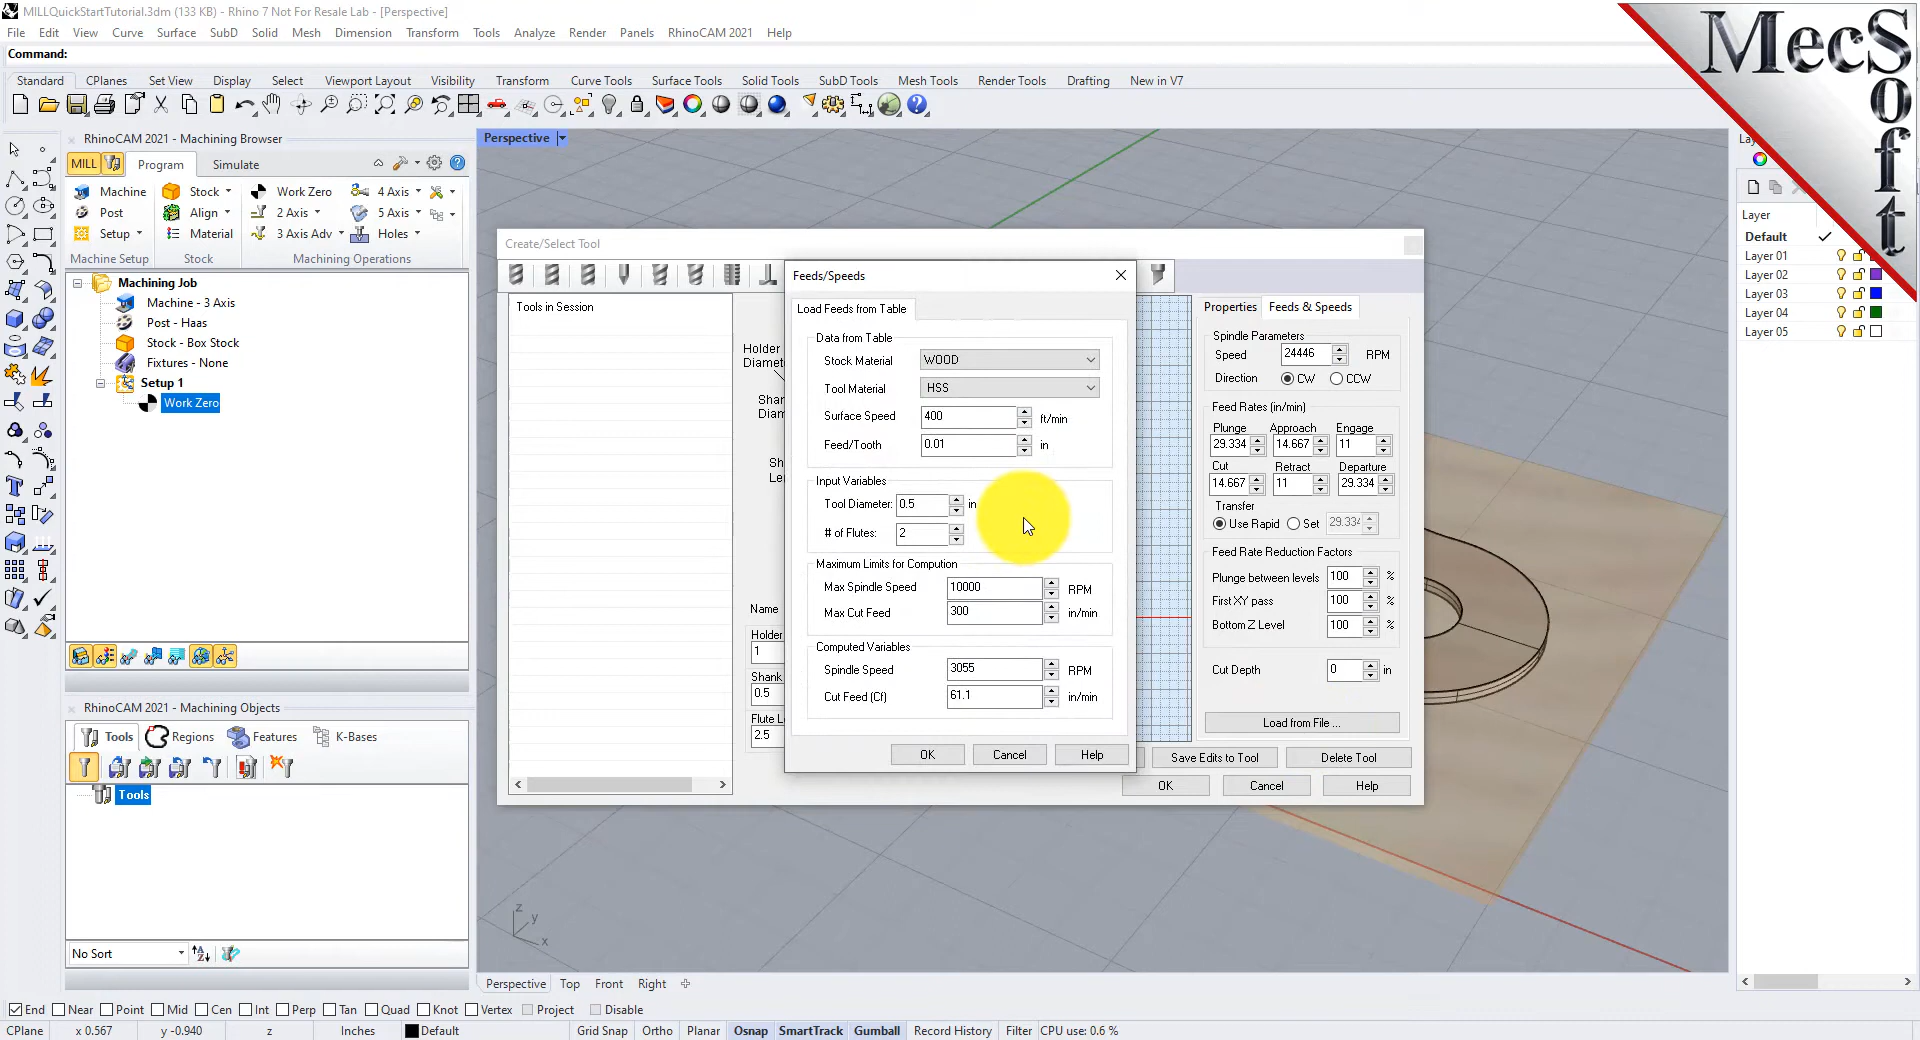 MILLQuickStartTutorial.3dm (133 KB) - Rhino 7 Not For Resale Lab - [Perspective]
File Edit View Curve Surface SubD Solid Mesh Dimension Transform Tools Analyze Render Panels RhinoCAM 2021 Help
Command:
Standard CPlanes Set View Display Select Viewport Layout Visibility Transform Curve Tools Surface Tools Solid Tools SubD Tools Mesh Tools Render Tools Drafting New in V7
MecSoft
RhinoCAM 2021 - Machining Browser
MILL Program Simulate
Machine Stock Work Zero 4 Axis
Post Align 2 Axis 5 Axis
Setup Material 3 Axis Adv Holes
Machine Setup Stock Machining Operations
Machining Job
Machine - 3 Axis
Post - Haas
Stock - Box Stock
Fixtures - None
Setup 1
Work Zero
RhinoCAM 2021 - Machining Objects
Tools Regions Features K-Bases
Tools
No Sort
Perspective
Create/Select Tool
Tools in Session
Holder
Diamet
Shan
Diam
Sh
Len
Name
Holder
1
Shank
0.5
Flute Le
2.5
Feeds/Speeds
Load Feeds from Table
Data from Table
Stock Material WOOD
Tool Material HSS
Surface Speed 400 ft/min
Feed/Tooth 0.01 in
Input Variables
Tool Diameter: 0.5 in
# of Flutes: 2
Maximum Limits for Compution
Max Spindle Speed 10000 RPM
Max Cut Feed 300 in/min
Computed Variables
Spindle Speed 3055 RPM
Cut Feed (Cf) 61.1 in/min
OK Cancel Help
Properties Feeds & Speeds
Spindle Parameters
Speed 24446 RPM
Direction CW CCW
Feed Rates (in/min)
Plunge Approach Engage
29.334 14.667 11
Cut Retract Departure
14.667 11 29.334
Transfer
Use Rapid Set 29.334
Feed Rate Reduction Factors
Plunge between levels 100 %
First XY pass 100 %
Bottom Z Level 100 %
Cut Depth 0 in
Load from File ...
Save Edits to Tool Delete Tool
OK Cancel Help
Layer
Default
Layer 01
Layer 02
Layer 03
Layer 04
Layer 05
z
y
x
Perspective Top Front Right
End Near Point Mid Cen Int Perp Tan Quad Knot Vertex Project Disable
CPlane x 0.567 y -0.940 z Inches Default Grid Snap Ortho Planar Osnap SmartTrack Gumball Record History Filter CPU use: 0.6 %